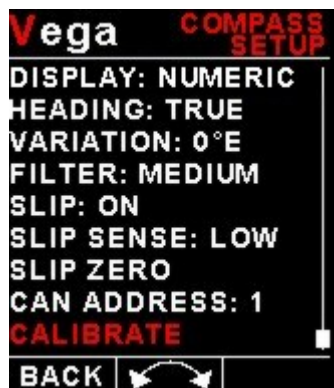 Vega COMPASS
SETUP
DISPLAY: NUMERIC
HEADING: TRUE
VARIATION: 0°E
FILTER: MEDIUM
SLIP: ON
SLIP SENSE: LOW
SLIP ZERO
CAN ADDRESS: 1
CALIBRATE
BACK